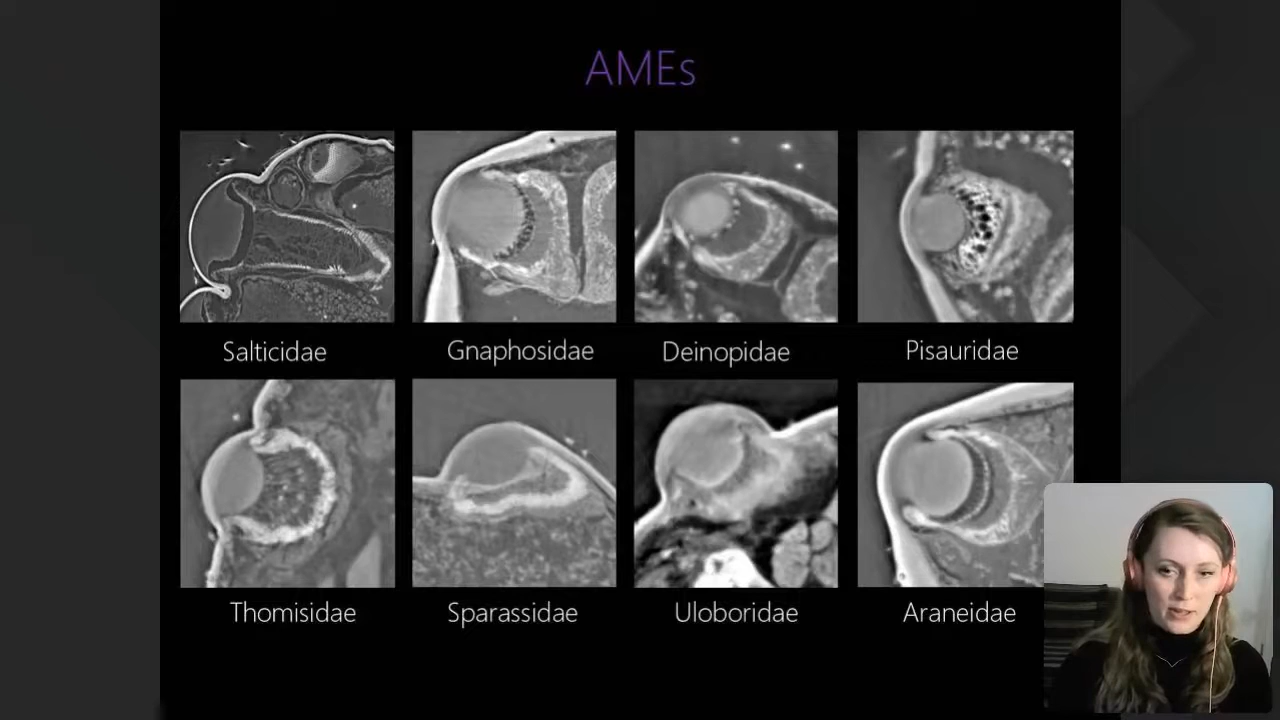 AMEs
Salticidae
Gnaphosidae
Deinopidae
Pisauridae
Thomisidae
Sparassidae
Uloboridae
Araneidae